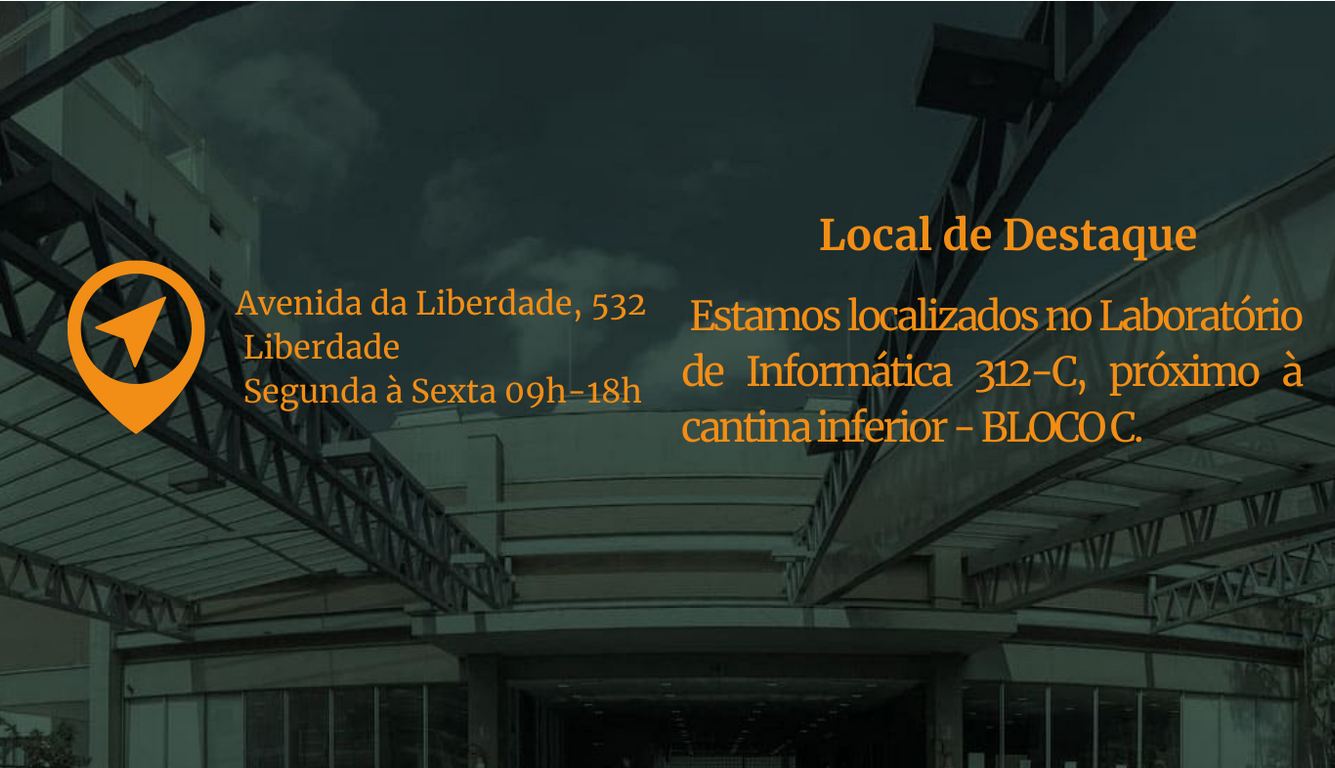 Avenida da Liberdade, 532
Liberdade
Segunda à Sexta 09h-18h
Local de Destaque
Estamos localizados no Laboratório
de Informática 312-C, próximo à
cantina inferior - BLOCO C.